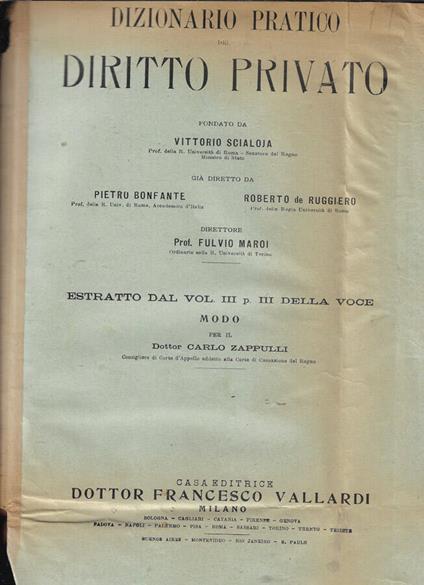 DIZIONARIO PRATICO
DEL
DIRITTO PRIVATO
FONDATO DA
VITTORIO SCIALOJA
Prof. della R. Università di Roma - Senatore del Regno
Ministro di Stato
GIÀ DIRETTO DA
PIETRO BONFANTE
Prof. della R. Univ. di Roma, Accademico d'Italia
ROBERTO de RUGGIERO
Prof. della Regia Università di Roma
DIRETTORE
Prof. FULVIO MAROI
Ordinario nella R. Università di Torino
ESTRATTO DAL VOL. III p. III DELLA VOCE
MODO
PER IL
Dottor CARLO ZAPPULLI
Consigliere di Corte d'Appello addetto alla Corte di Cassazione del Regno
CASA EDITRICE
DOTTOR FRANCESCO VALLARDI
MILANO
BOLOGNA - CAGLIARI - CATANIA - FIRENZE - GENOVA
PADOVA - NAPOLI - PALERMO - PISA - ROMA - SASSARI - TORINO - TRENTO - TRIESTE
BUENOS AIRES - MONTEVIDEO - RIO JANEIRO - S. PAULO